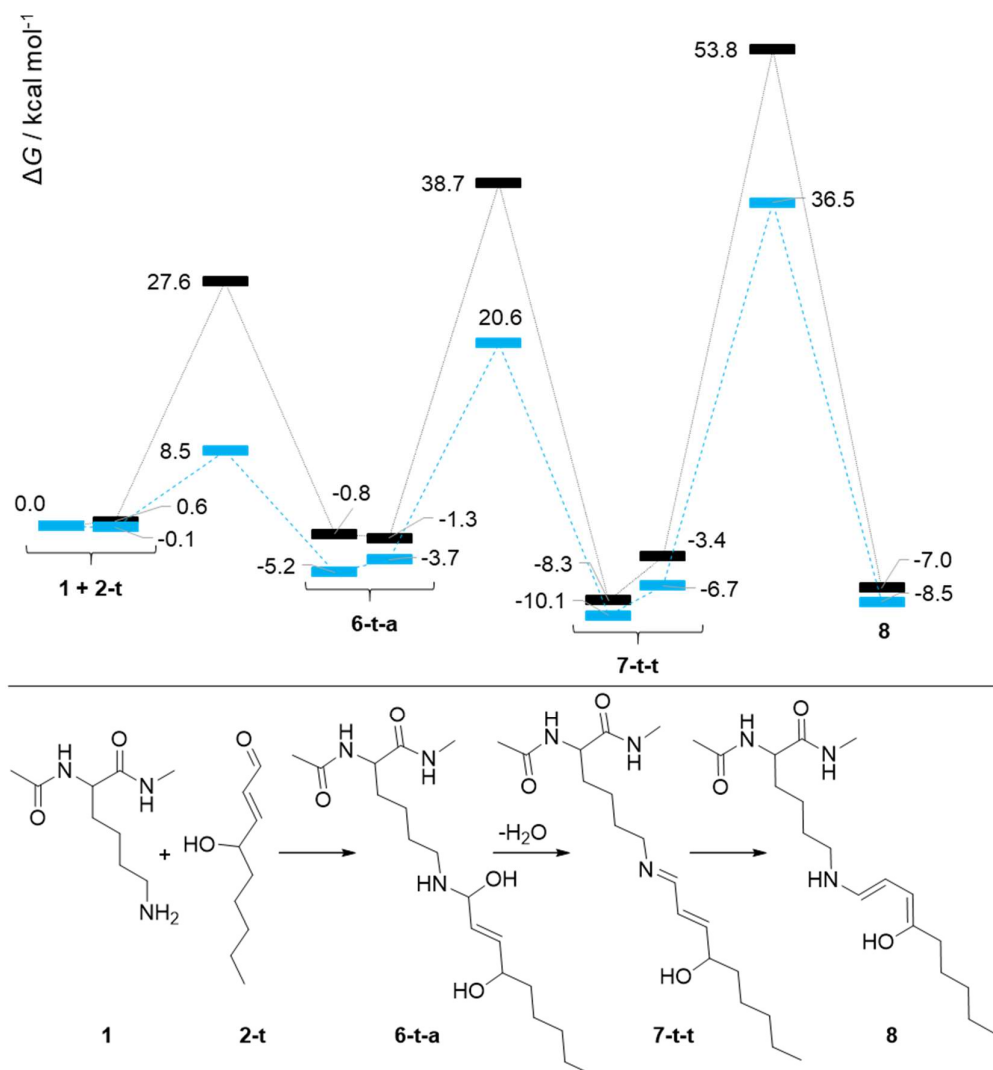 ΔG / kcal mol⁻¹
53.8
38.7
36.5
27.6
20.6
8.5
0.0
0.6
-0.1
-0.8
-1.3
-5.2
-3.7
-3.4
-8.3
-10.1
-6.7
-7.0
-8.5
1 + 2-t
6-t-a
7-t-t
8
H
N
O
O
N
H
NH₂
+
O
HO
H
N
O
O
N
H
HN
OH
HO
-H₂O
H
N
O
O
N
H
N
HO
H
N
O
O
N
H
HN
HO
1
2-t
6-t-a
7-t-t
8